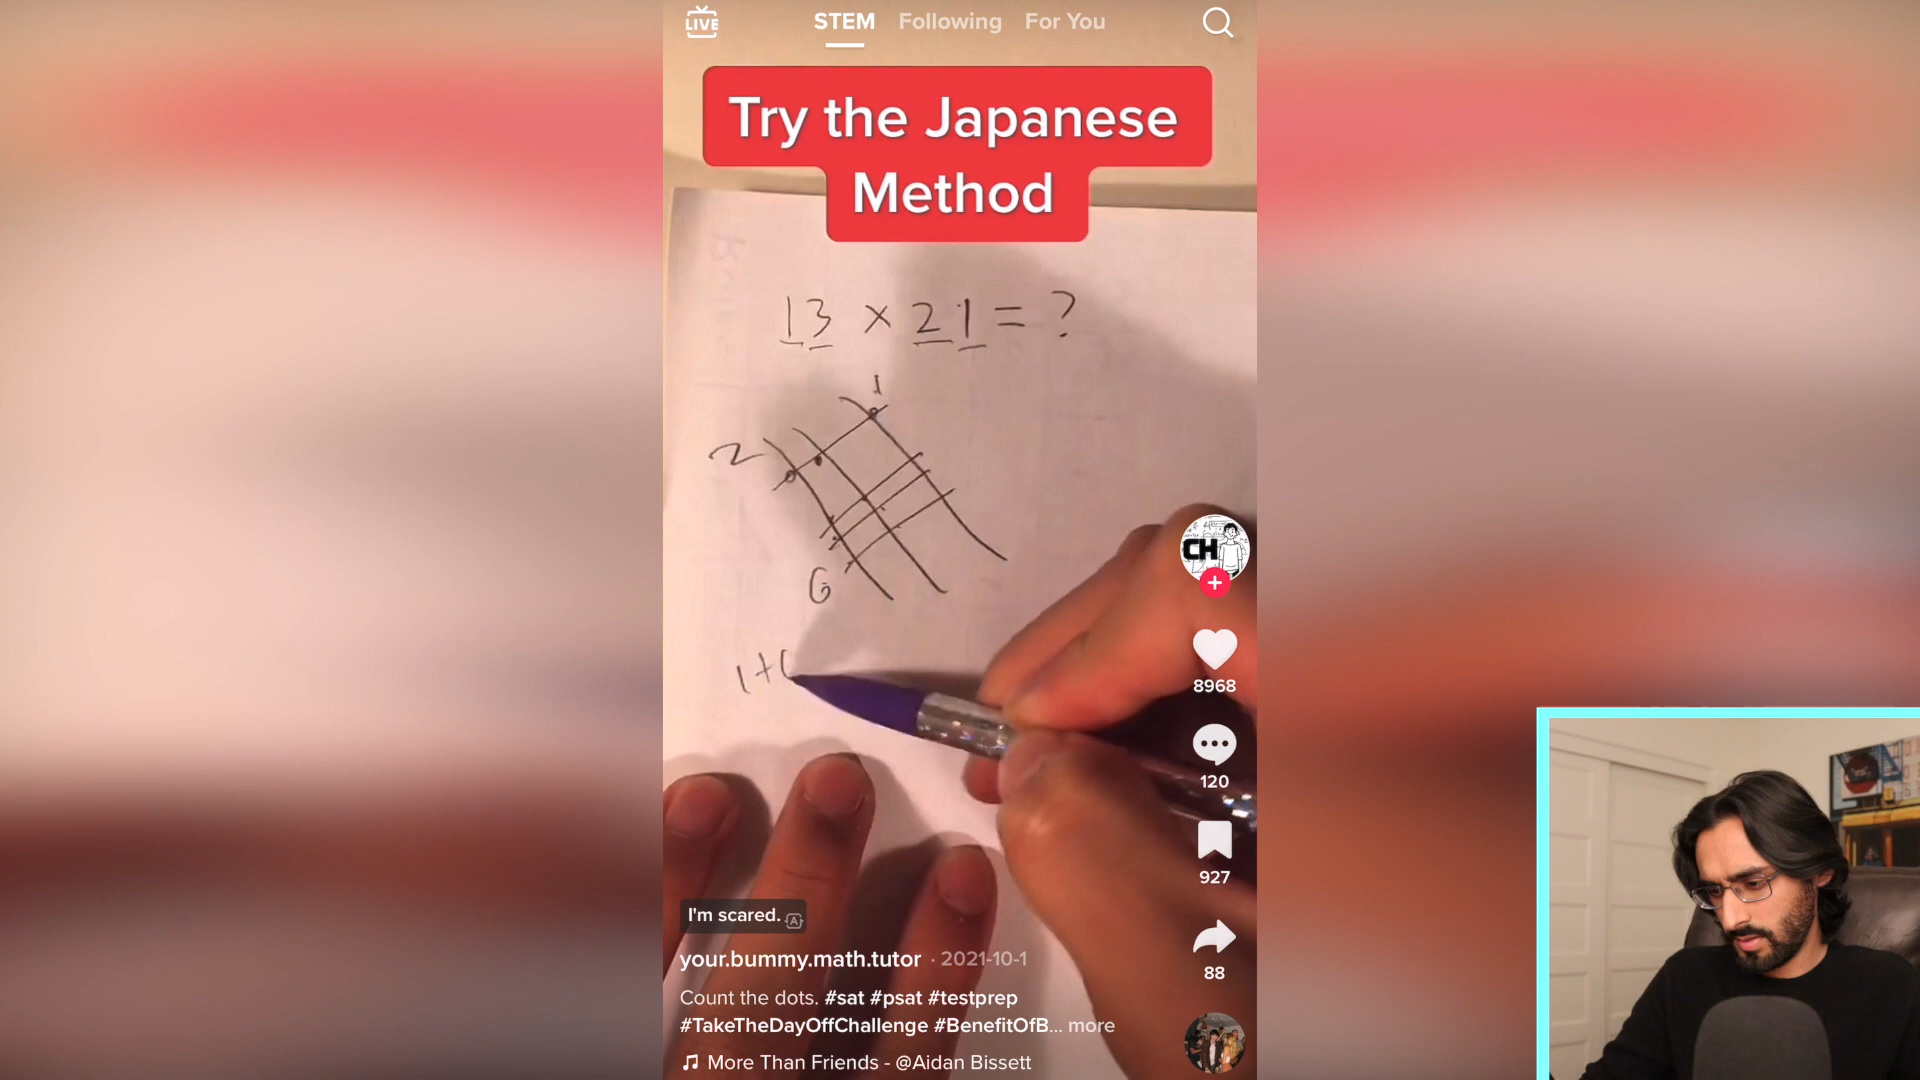 LIVE
STEM Following For You
Try the Japanese
Method
13 × 21 = ?
1
2
6
1+
CH
8968
120
927
88
I'm scared.
A
your.bummy.math.tutor · 2021-10-1
Count the dots. #sat #psat #testprep
#TakeTheDayOffChallenge #BenefitOfB... more
More Than Friends - @Aidan Bissett